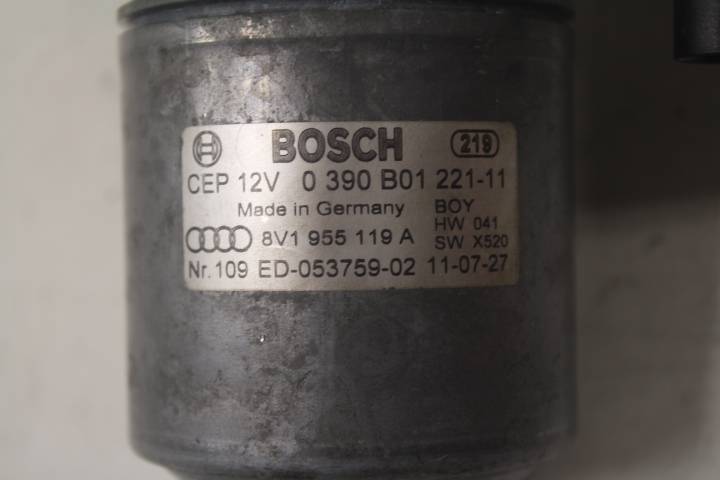 BOSCH 219
CEP 12V 0 390 B01 221-11
Made in Germany BOY
HW 041
8V1 955 119 A SW X520
Nr.109 ED-053759-02 11-07-27